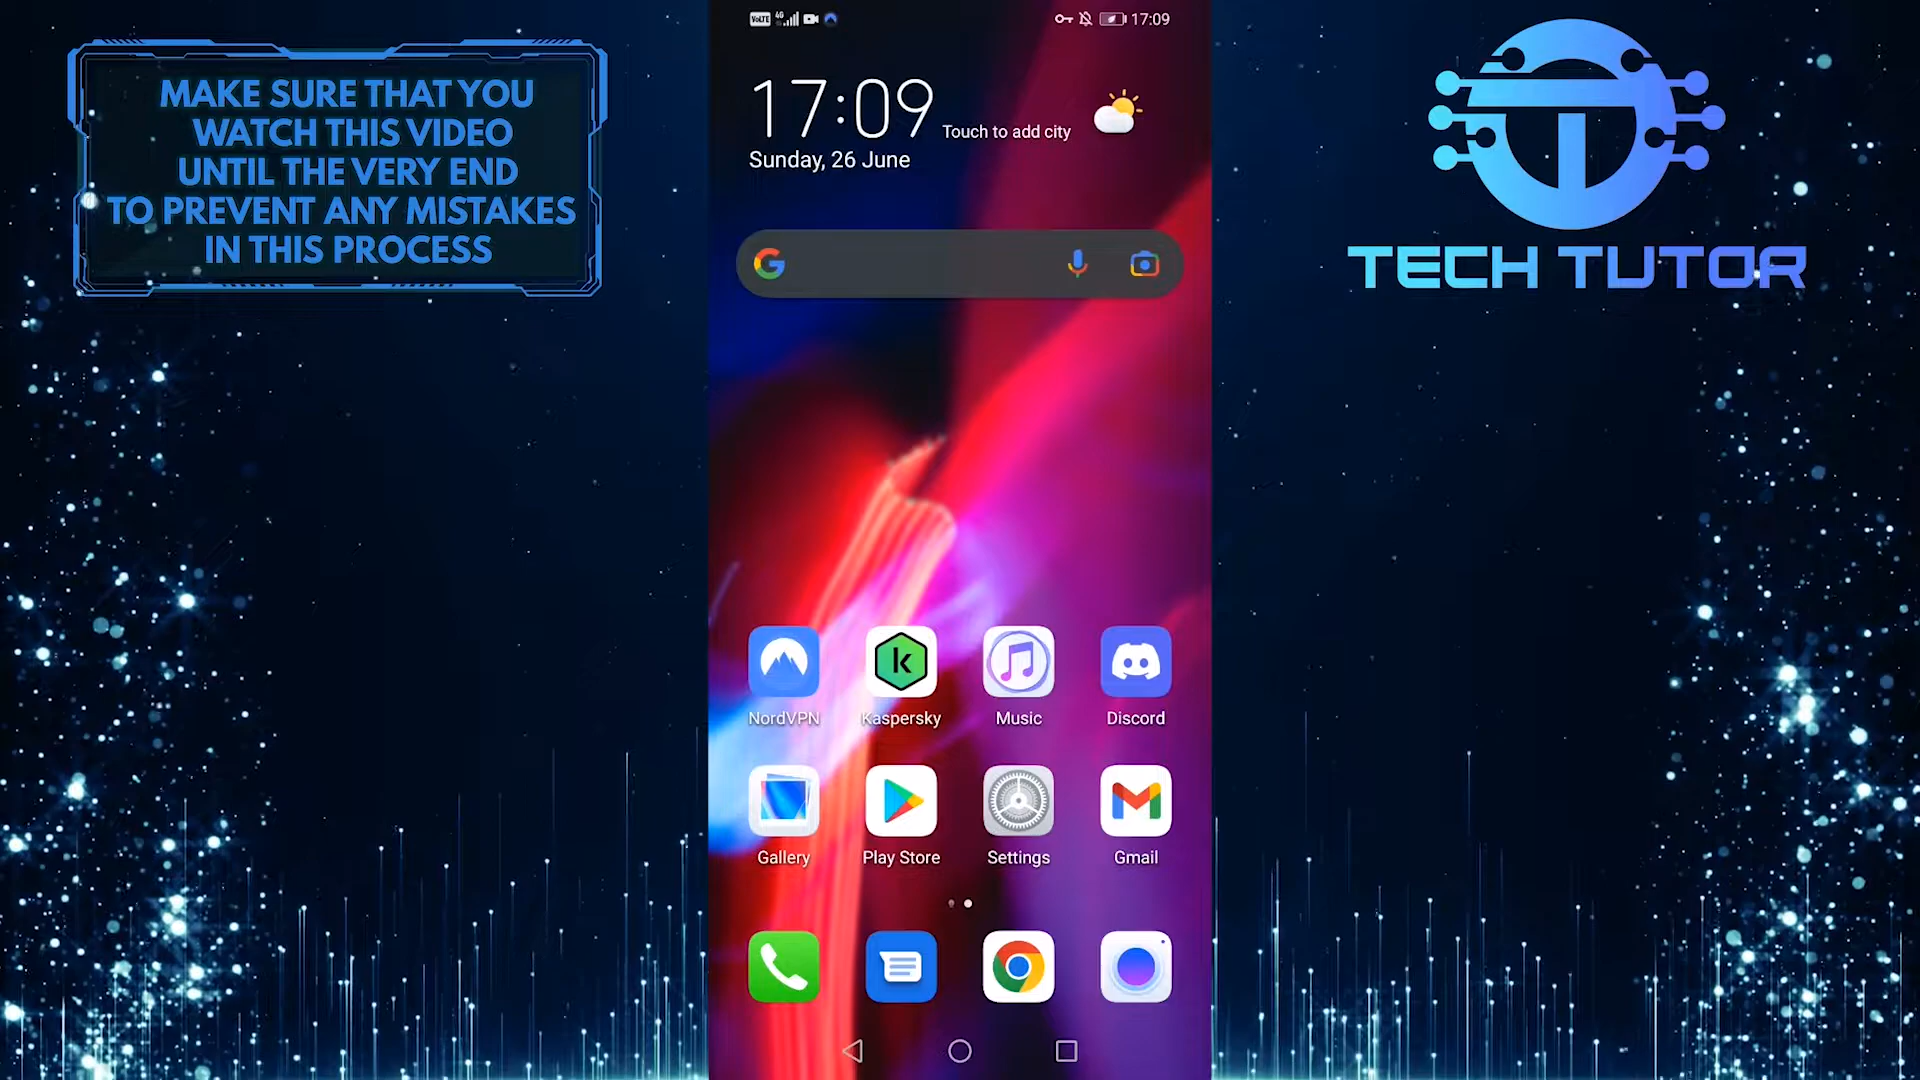 MAKE SURE THAT YOU
WATCH THIS VIDEO
UNTIL THE VERY END
TO PREVENT ANY MISTAKES
IN THIS PROCESS
VoLTE 4G 17:09
17:09 Touch to add city
Sunday, 26 June
TECH TUTOR
NordVPN Kaspersky Music Discord
Gallery Play Store Settings Gmail